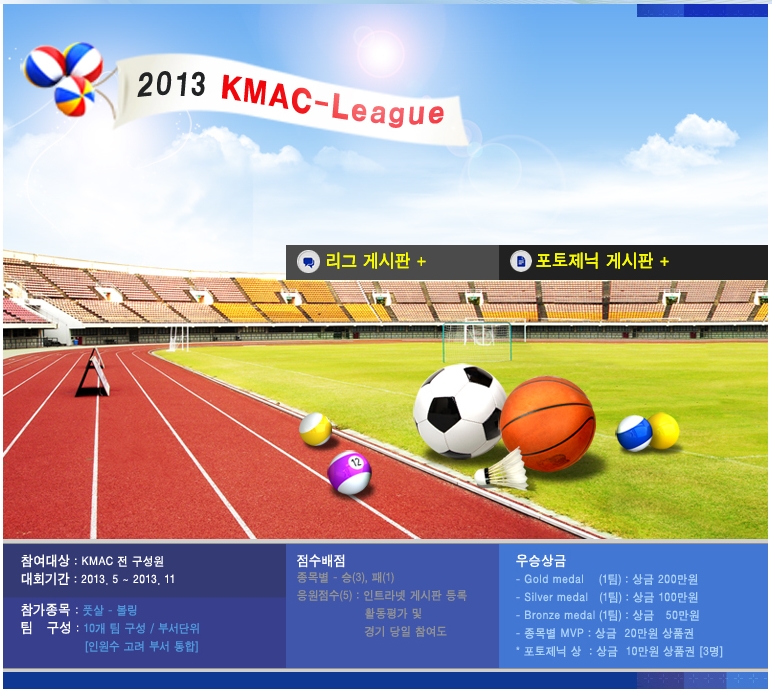 2013 KMAC-League
리그 게시판 +
포토제닉 게시판 +
12
참여대상 : KMAC 전 구성원
대회기간 : 2013. 5 ~ 2013. 11
참가종목 : 풋살 - 볼링
팀 구성 : 10개 팀 구성 / 부서단위
[인원수 고려 부서 통합]
점수배점
종목별 - 승(3), 패(1)
응원점수(5) : 인트라넷 게시판 등록
활동평가 및
경기 당일 참여도
우승상금
- Gold medal (1팀) : 상금 200만원
- Silver medal (1팀) : 상금 100만원
- Bronze medal (1팀) : 상금 50만원
- 종목별 MVP : 상금 20만원 상품권
* 포토제닉 상 : 상금 10만원 상품권 [3명]